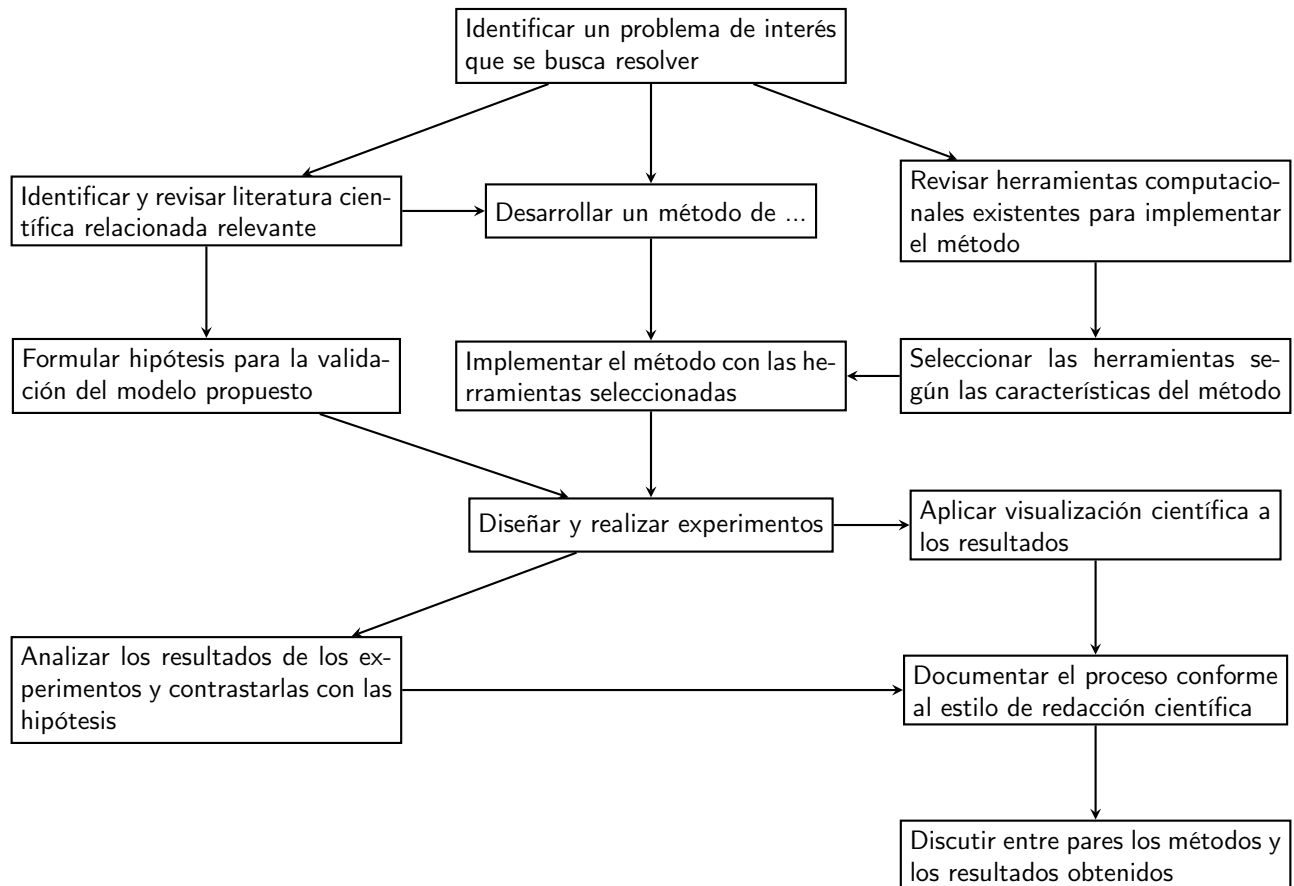 Identificar un problema de interés
que se busca resolver
Identificar y revisar literatura cien-
tífica relacionada relevante
Desarrollar un método de ...
Revisar herramientas computacio-
nales existentes para implementar
el método
Formular hipótesis para la valida-
ción del modelo propuesto
Implementar el método con las he-
rramientas seleccionadas
Seleccionar las herramientas se-
gún las características del método
Diseñar y realizar experimentos
Aplicar visualización científica a
los resultados
Analizar los resultados de los ex-
perimentos y contrastarlas con las
hipótesis
Documentar el proceso conforme
al estilo de redacción científica
Discutir entre pares los métodos y
los resultados obtenidos